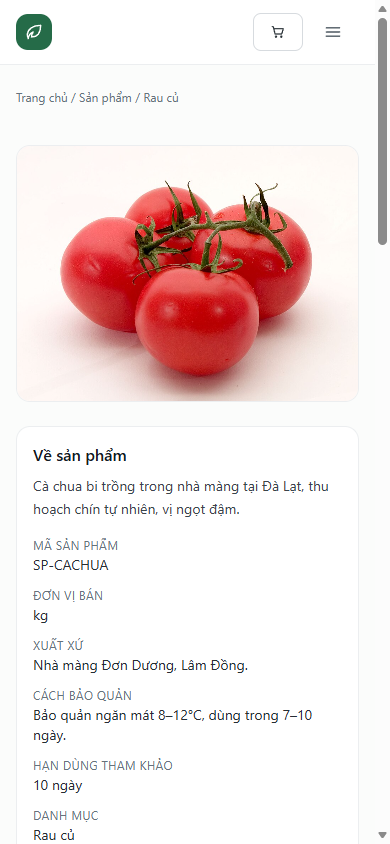 Trang chủ / Sản phẩm / Rau củ
Về sản phẩm
Cà chua bi trồng trong nhà màng tại Đà Lạt, thu
hoạch chín tự nhiên, vị ngọt đậm.
MÃ SẢN PHẨM
SP-CACHUA
ĐƠN VỊ BÁN
kg
XUẤT XỨ
Nhà màng Đơn Dương, Lâm Đồng.
CÁCH BẢO QUẢN
Bảo quản ngăn mát 8–12°C, dùng trong 7–10
ngày.
HẠN DÙNG THAM KHẢO
10 ngày
DANH MỤC
Rau củ